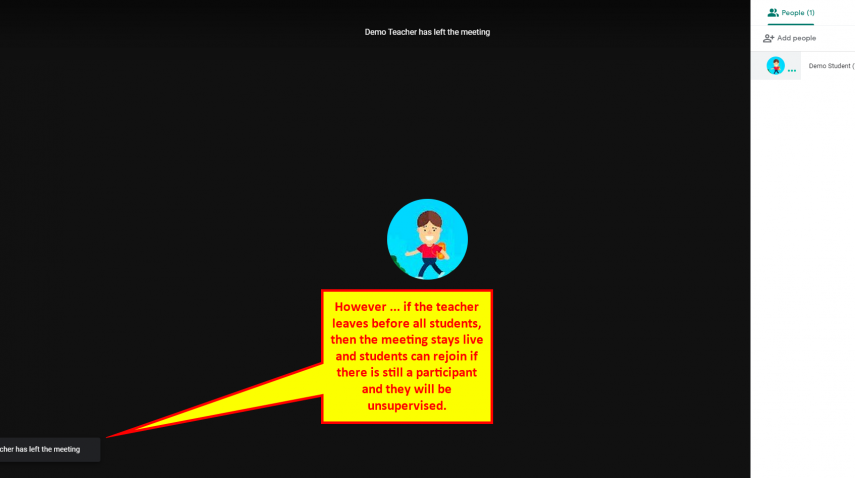 Demo Teacher has left the meeting
People (1)
Add people
Demo Student (
However ... if the teacher
leaves before all students,
then the meeting stays live
and students can rejoin if
there is still a participant
and they will be
unsupervised.
cher has left the meeting